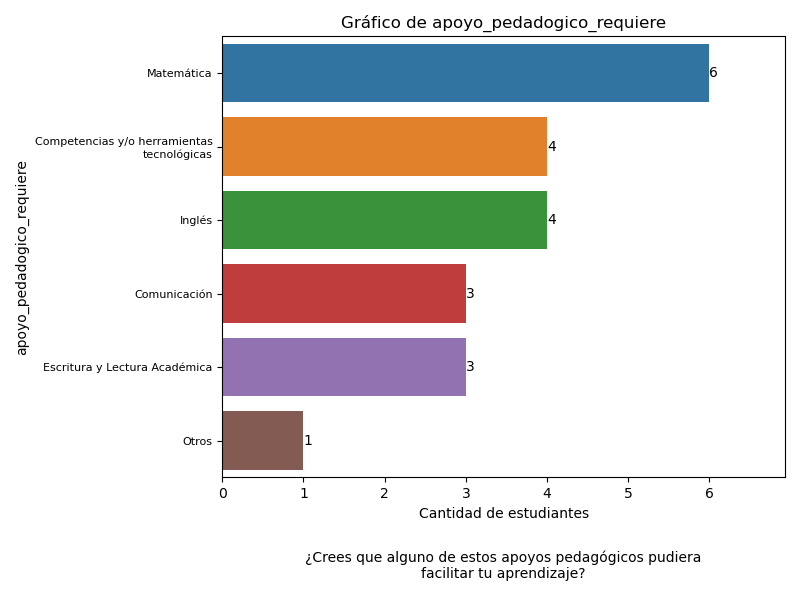 Gráfico de apoyo_pedadogico_requiere
apoyo_pedadogico_requiere
Matemática
6
Competencias y/o herramientas
tecnológicas
4
Inglés
4
Comunicación
3
Escritura y Lectura Académica
3
Otros
1
0 1 2 3 4 5 6
Cantidad de estudiantes
¿Crees que alguno de estos apoyos pedagógicos pudiera
facilitar tu aprendizaje?